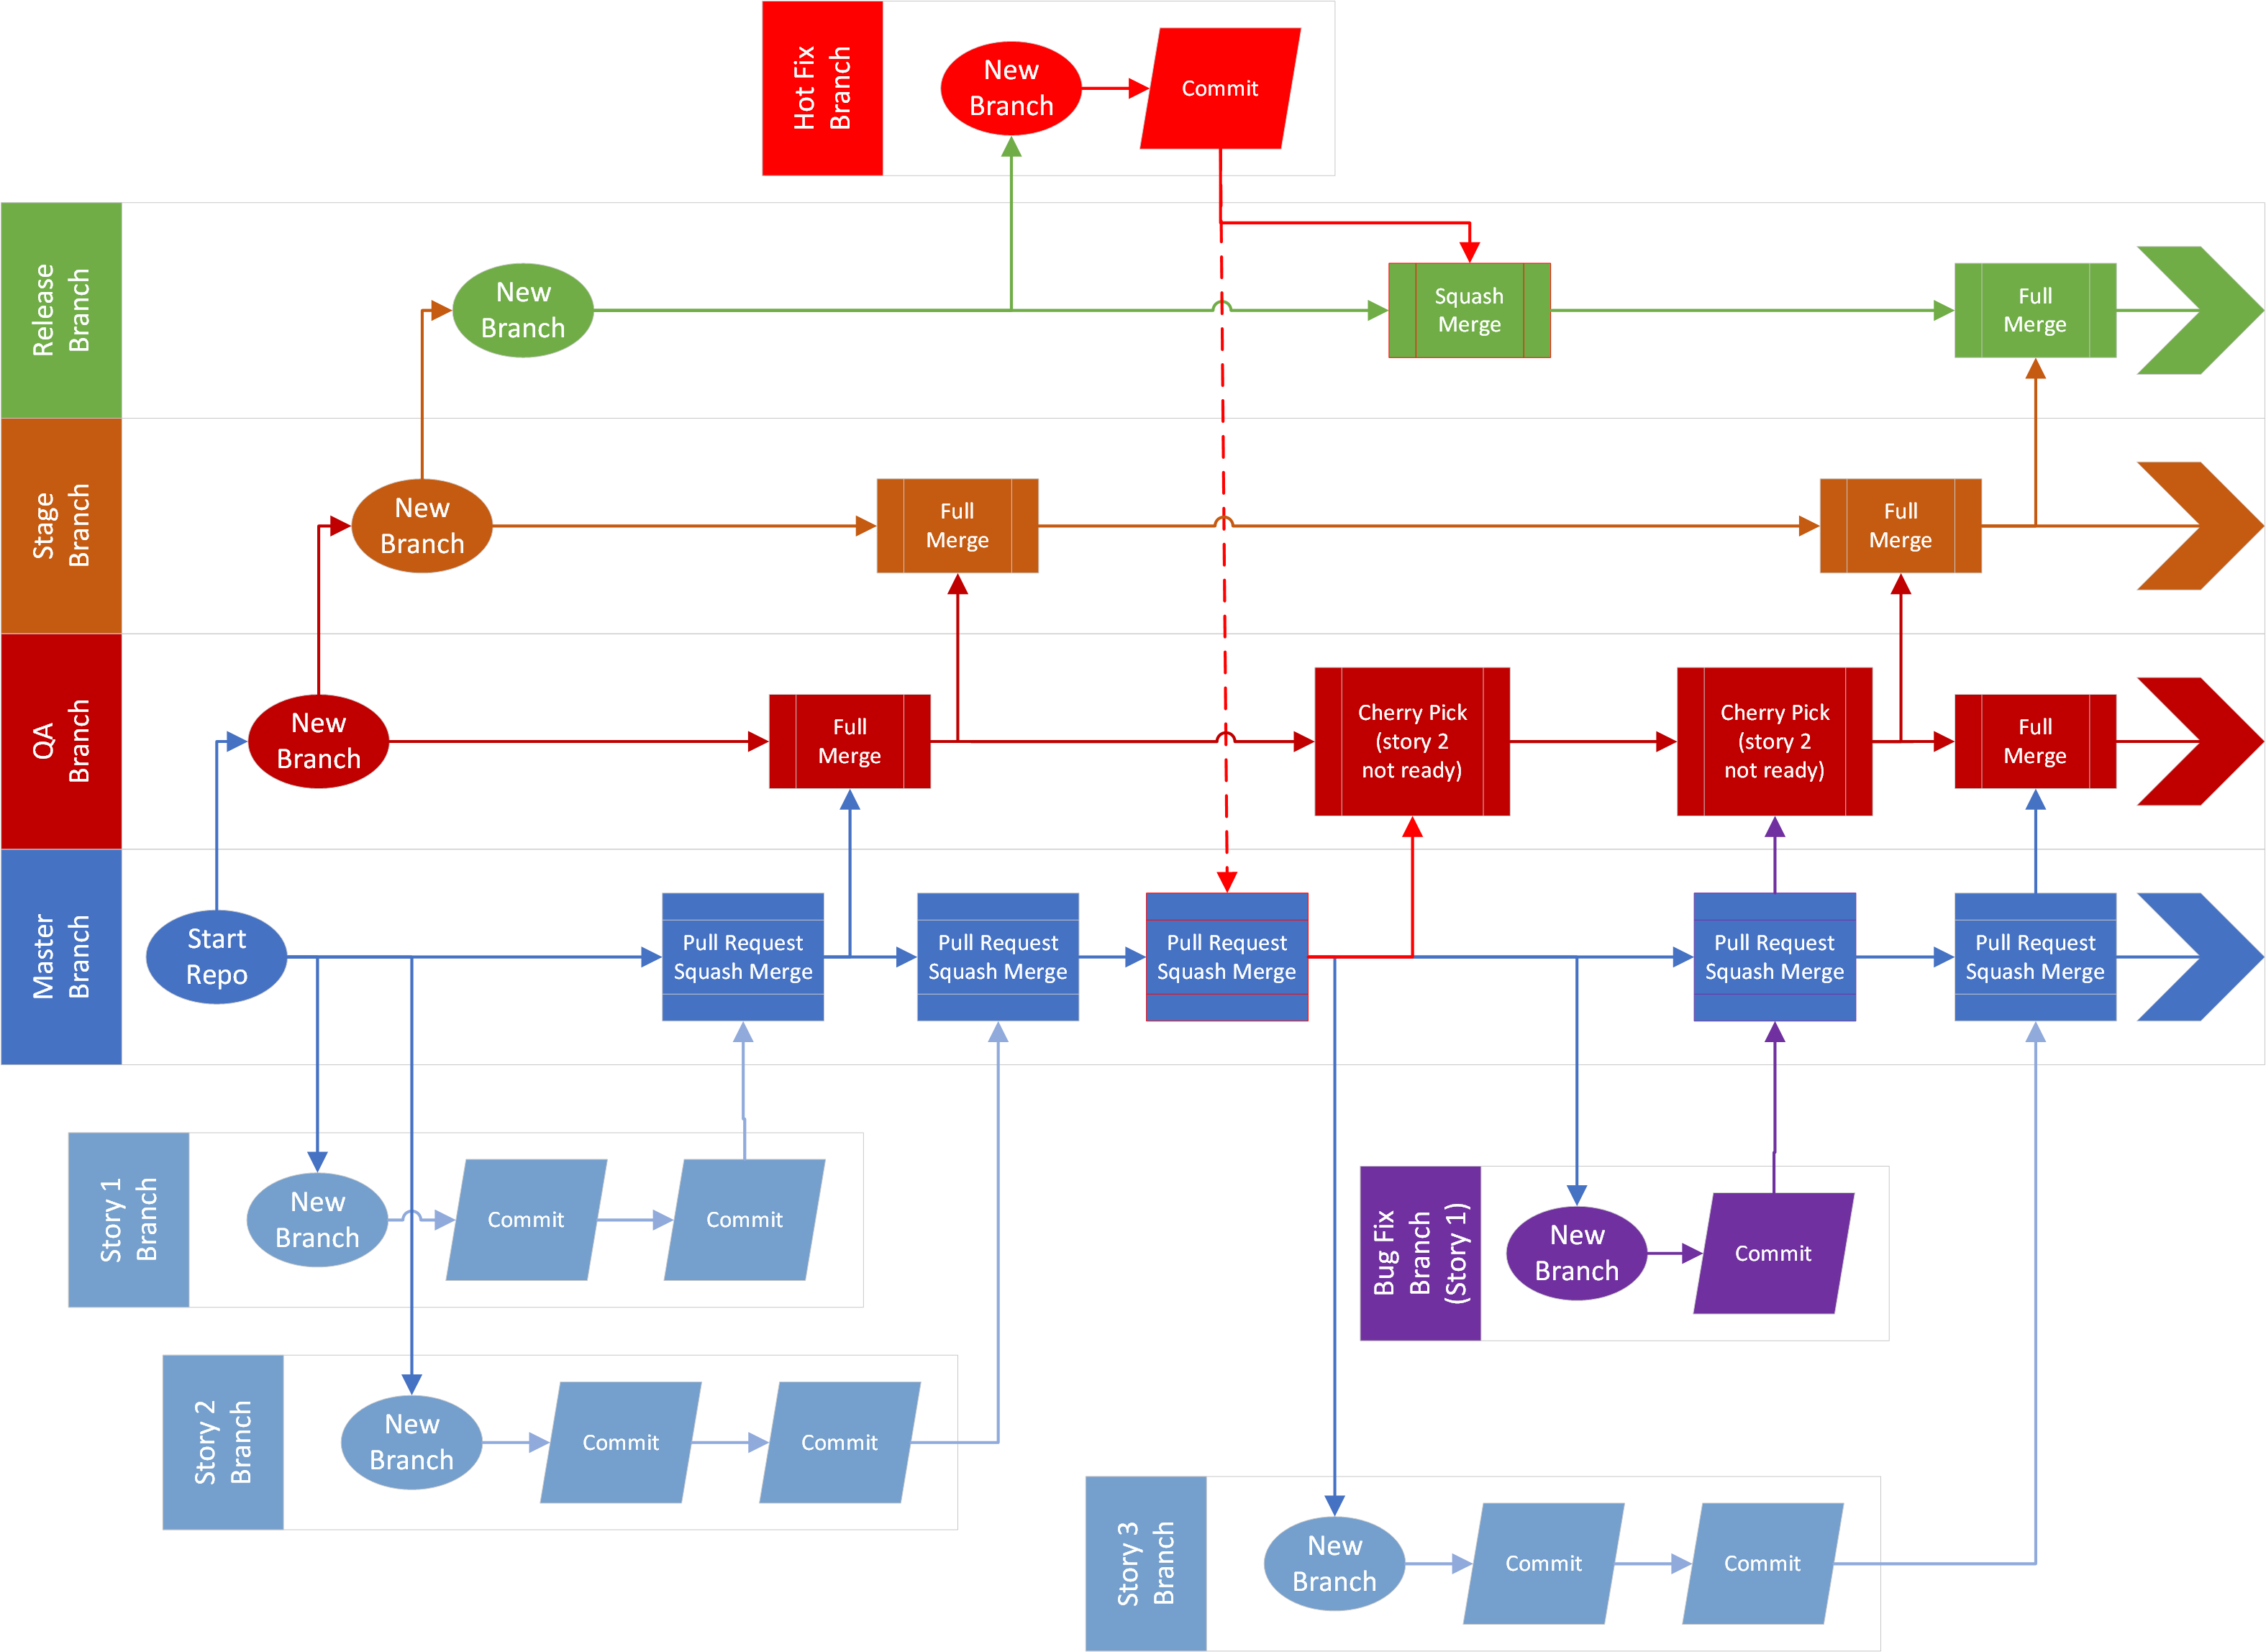 Hot Fix
Branch
New
Branch
Commit
Release
Branch
New
Branch
Squash
Merge
Full
Merge
Stage
Branch
New
Branch
Full
Merge
Full
Merge
QA
Branch
New
Branch
Full
Merge
Cherry Pick
(story 2
not ready)
Cherry Pick
(story 2
not ready)
Full
Merge
Master
Branch
Start
Repo
Pull Request
Squash Merge
Pull Request
Squash Merge
Pull Request
Squash Merge
Pull Request
Squash Merge
Pull Request
Squash Merge
Story 1
Branch
New
Branch
Commit
Commit
Bug Fix
Branch
(Story 1)
New
Branch
Commit
Story 2
Branch
New
Branch
Commit
Commit
Story 3
Branch
New
Branch
Commit
Commit